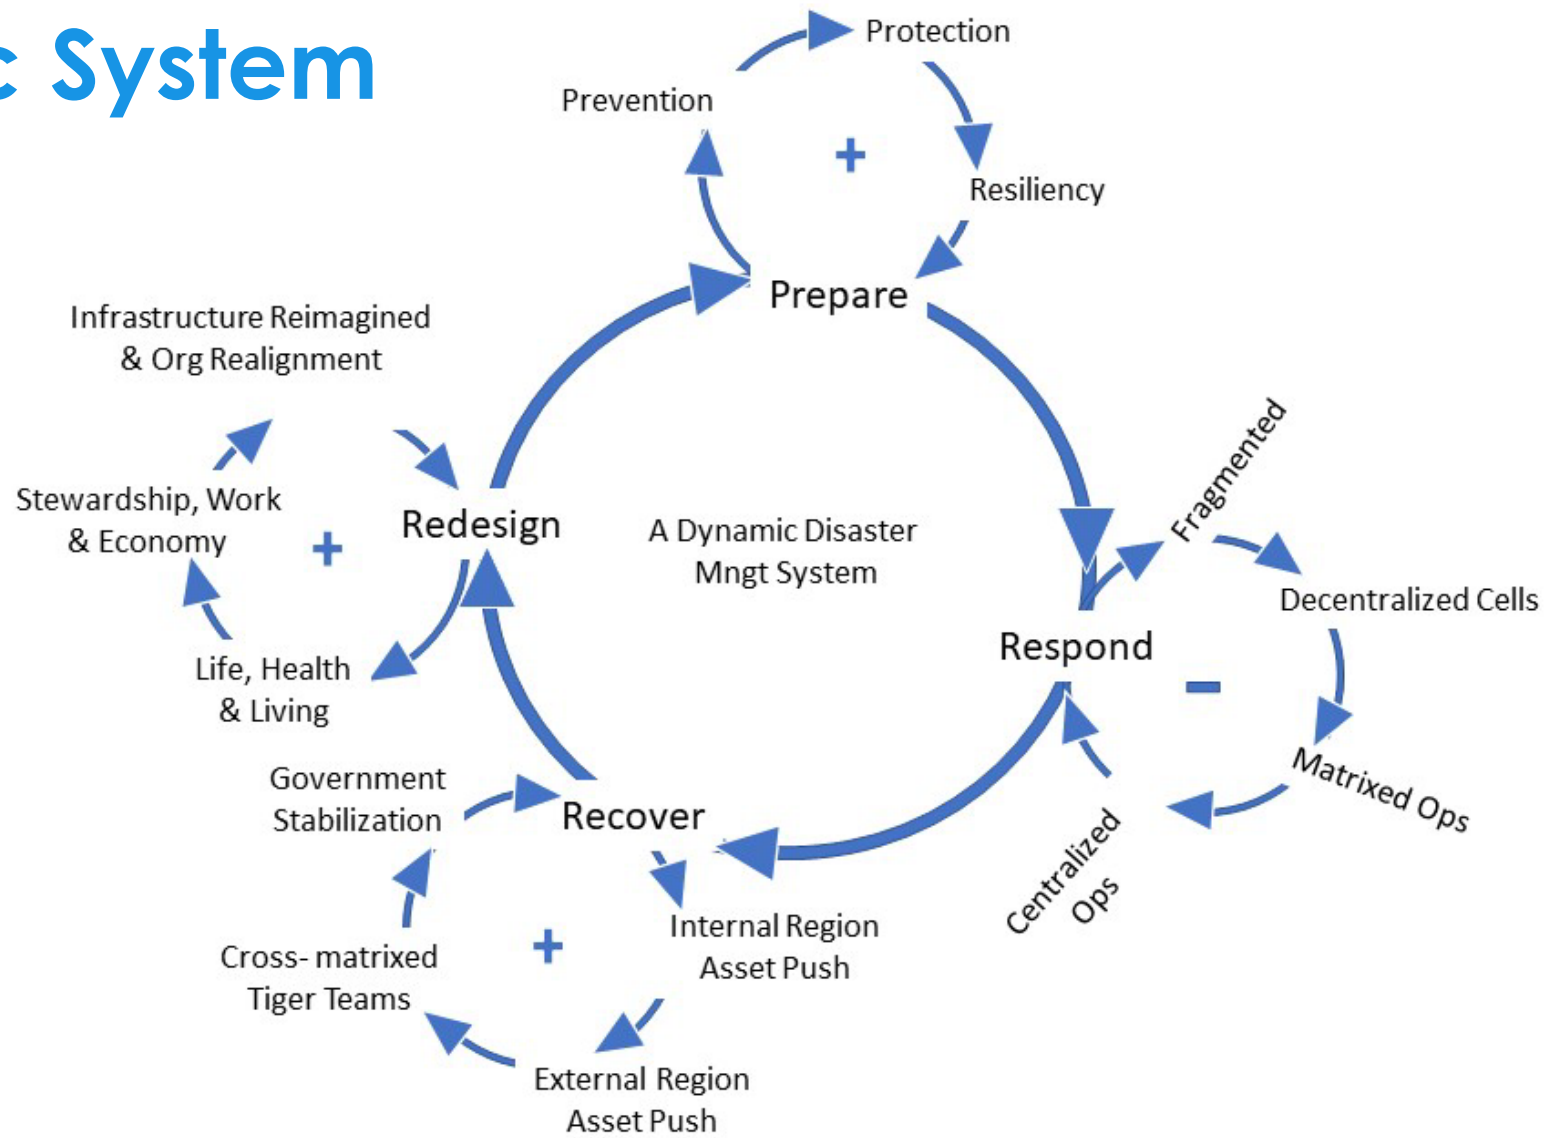 c System
Protection
Prevention
+
Resiliency
Prepare
Infrastructure Reimagined
& Org Realignment
Stewardship, Work
& Economy
+
Redesign
Life, Health
& Living
A Dynamic Disaster
Mngt System
Fragmented
Decentralized Cells
Respond
-
Matrixed Ops
Centralized
Ops
Government
Stabilization
Recover
Internal Region
Asset Push
+
Cross- matrixed
Tiger Teams
External Region
Asset Push